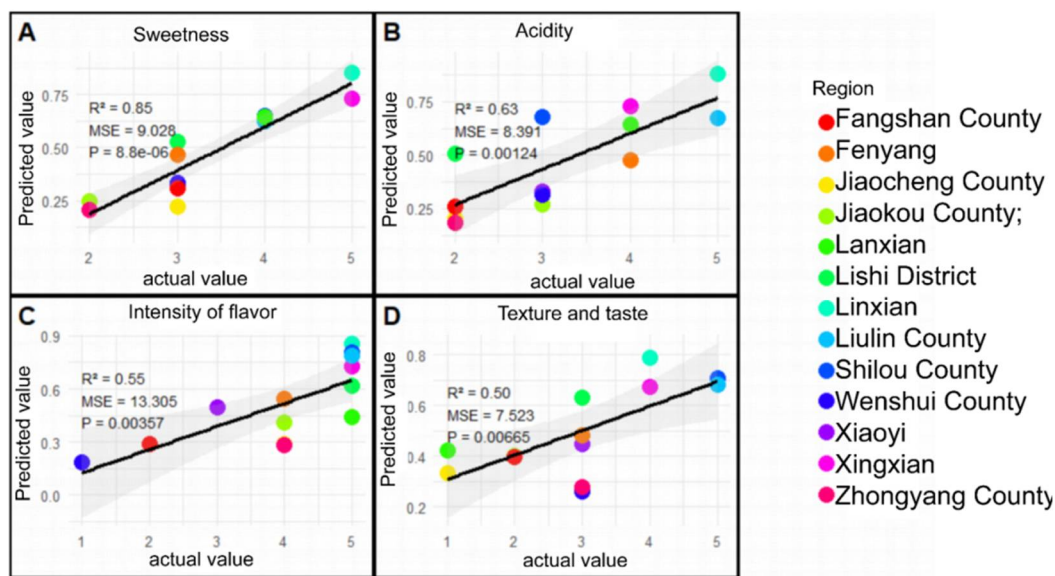 A
Sweetness
Predicted value
0.75
0.50
0.25
R² = 0.85
MSE = 9.028
P = 8.8e-06
2 3 4 5
actual value
B
Acidity
Predicted value
0.75
0.50
0.25
R² = 0.63
MSE = 8.391
P = 0.00124
2 3 4 5
actual value
C
Intensity of flavor
Predicted value
0.9
0.6
0.3
0.0
R² = 0.55
MSE = 13.305
P = 0.00357
1 2 3 4 5
actual value
D
Texture and taste
Predicted value
0.8
0.6
0.4
0.2
R² = 0.50
MSE = 7.523
P = 0.00665
1 2 3 4 5
actual value
Region
Fangshan County
Fenyang
Jiaocheng County
Jiaokou County;
Lanxian
Lishi District
Linxian
Liulin County
Shilou County
Wenshui County
Xiaoyi
Xingxian
Zhongyang County